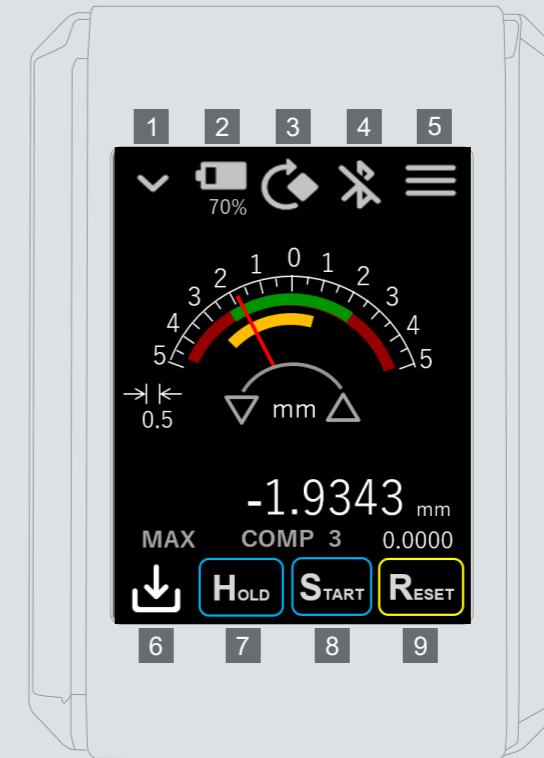 1 2 3 4 5
70%
5 4 3 2 1 0 1 2 3 4 5
0.5
mm
-1.9343 mm
MAX COMP 3 0.0000
HOLD START RESET
6 7 8 9